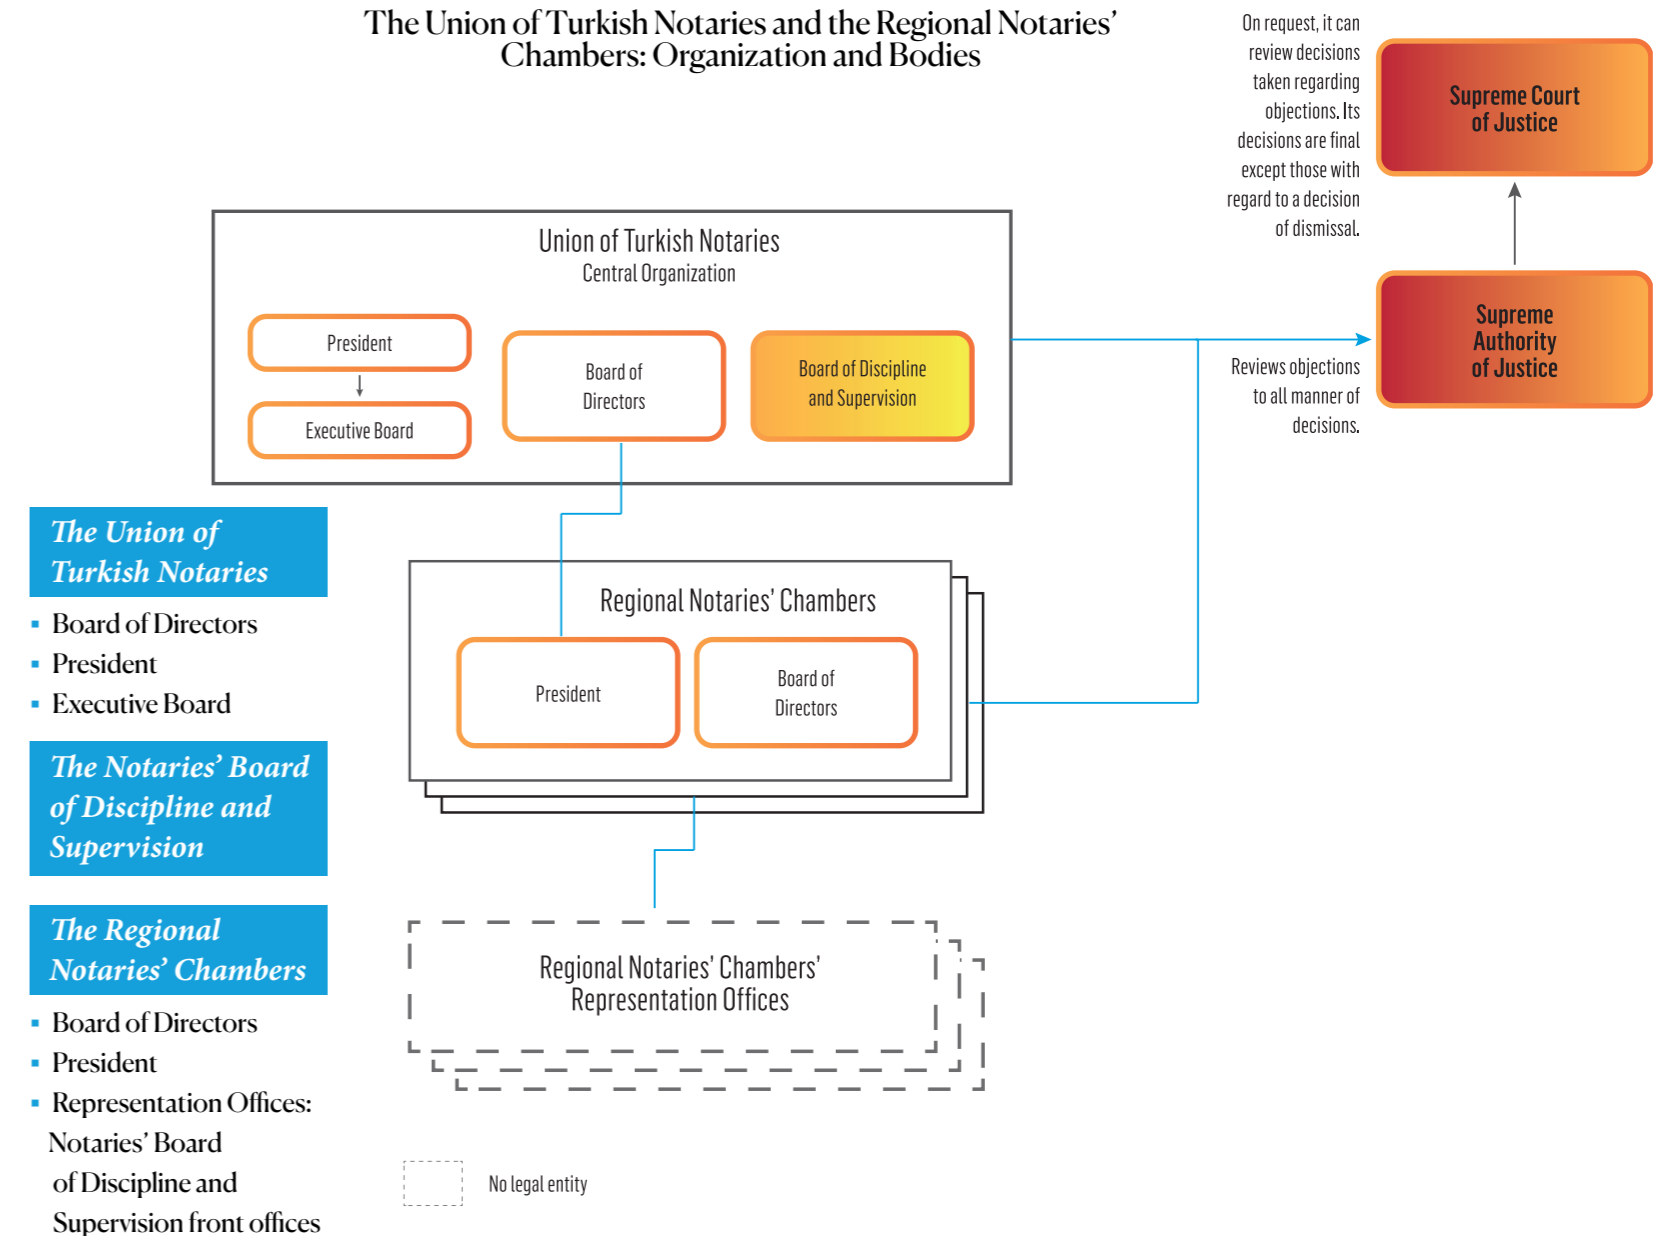 The Union of Turkish Notaries and the Regional Notaries’
Chambers: Organization and Bodies
On request, it can
review decisions
taken regarding
objections. Its
decisions are final
except those with
regard to a decision
of dismissal.
Supreme Court
of Justice
Union of Turkish Notaries
Central Organization
President
Executive Board
Board of
Directors
Board of Discipline
and Supervision
Supreme
Authority
of Justice
Reviews objections
to all manner of
decisions.
The Union of
Turkish Notaries
▪ Board of Directors
▪ President
▪ Executive Board
Regional Notaries’ Chambers
President
Board of
Directors
The Notaries’ Board
of Discipline and
Supervision
The Regional
Notaries’ Chambers
▪ Board of Directors
▪ President
▪ Representation Offices:
Notaries’ Board
of Discipline and
Supervision front offices
Regional Notaries’ Chambers’
Representation Offices
No legal entity